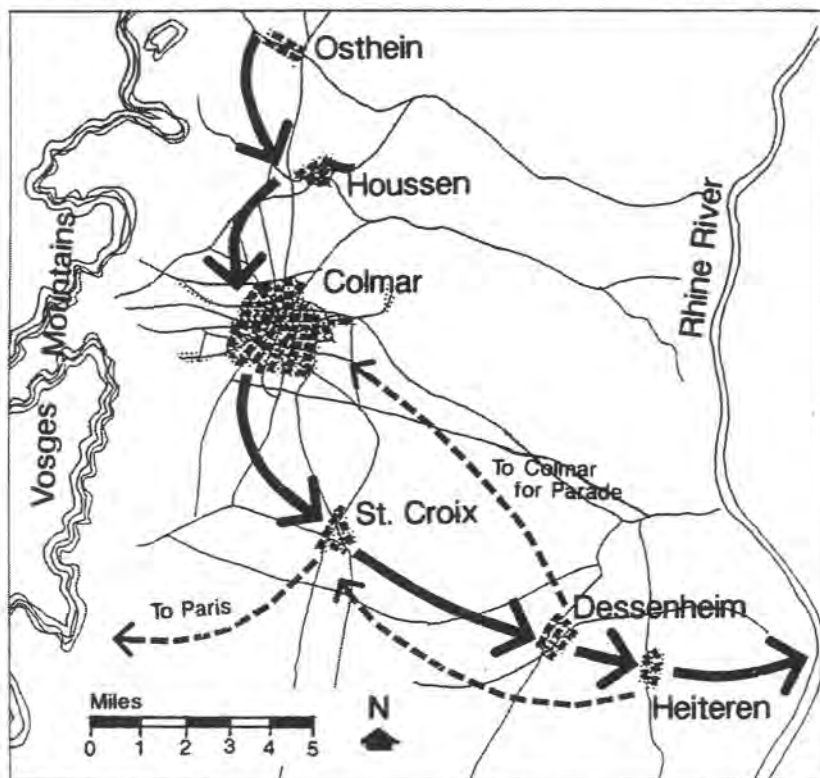 Osthein
Houssen
Colmar
Rhine River
Vosges Mountains
To Colmar
for Parade
St. Croix
To Paris
Dessenheim
Heiteren
Miles
0 1 2 3 4 5
N